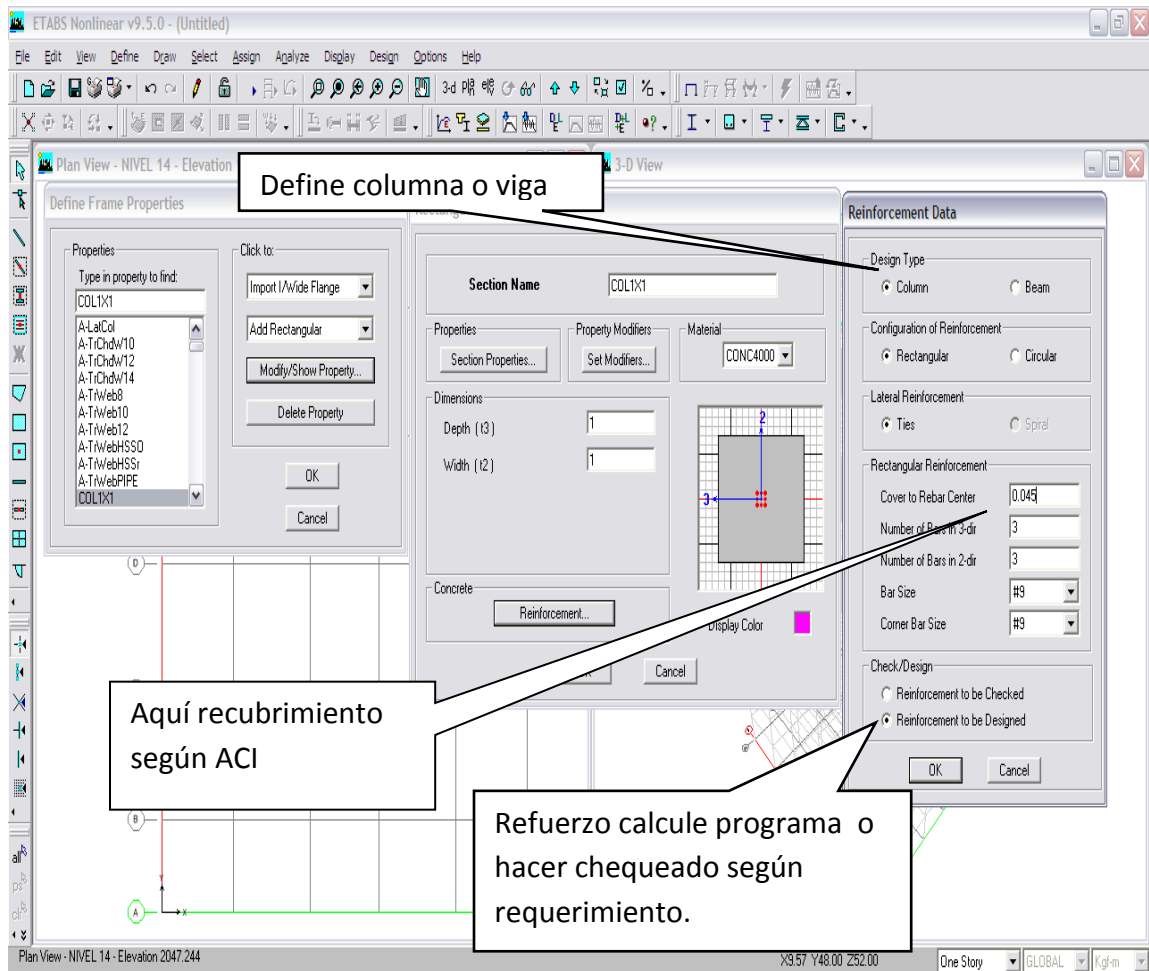 ETABS Nonlinear v9.5.0 - (Untitled)
File Edit View Define Draw Select Assign Analyze Display Design Options Help
3-d
Plan View - NIVEL 14 - Elevation
3-D View
Define columna o viga
Define Frame Properties
Properties
Type in property to find:
COL1X1
A-LatCol
A-TrChdW10
A-TrChdW12
A-TrChdW14
A-TrWeb8
A-TrWeb10
A-TrWeb12
A-TrWebHSSO
A-TrWebHSSr
A-TrWebPIPE
COL1X1
Click to:
Import I/Wide Flange
Add Rectangular
Modify/Show Property...
Delete Property
OK
Cancel
Section Name
COL1X1
Properties
Section Properties...
Property Modifiers
Set Modifiers...
Material
CONC4000
Dimensions
Depth ( t3 )
1
Width ( t2 )
1
2
3
Concrete
Reinforcement...
Display Color
Cancel
Reinforcement Data
Design Type
Column
Beam
Configuration of Reinforcement
Rectangular
Circular
Lateral Reinforcement
Ties
Spiral
Rectangular Reinforcement
Cover to Rebar Center
0.045
Number of Bars in 3-dir
3
Number of Bars in 2-dir
3
Bar Size
#9
Corner Bar Size
#9
Check/Design
Reinforcement to be Checked
Reinforcement to be Designed
OK
Cancel
Aquí recubrimiento
según ACI
Refuerzo calcule programa o
hacer chequeado según
requerimiento.
D
B
A
Y
X
all
ps
clr
Plan View - NIVEL 14 - Elevation 2047.244
X9.57 Y48.00 Z52.00
One Story
GLOBAL
Kgf-m